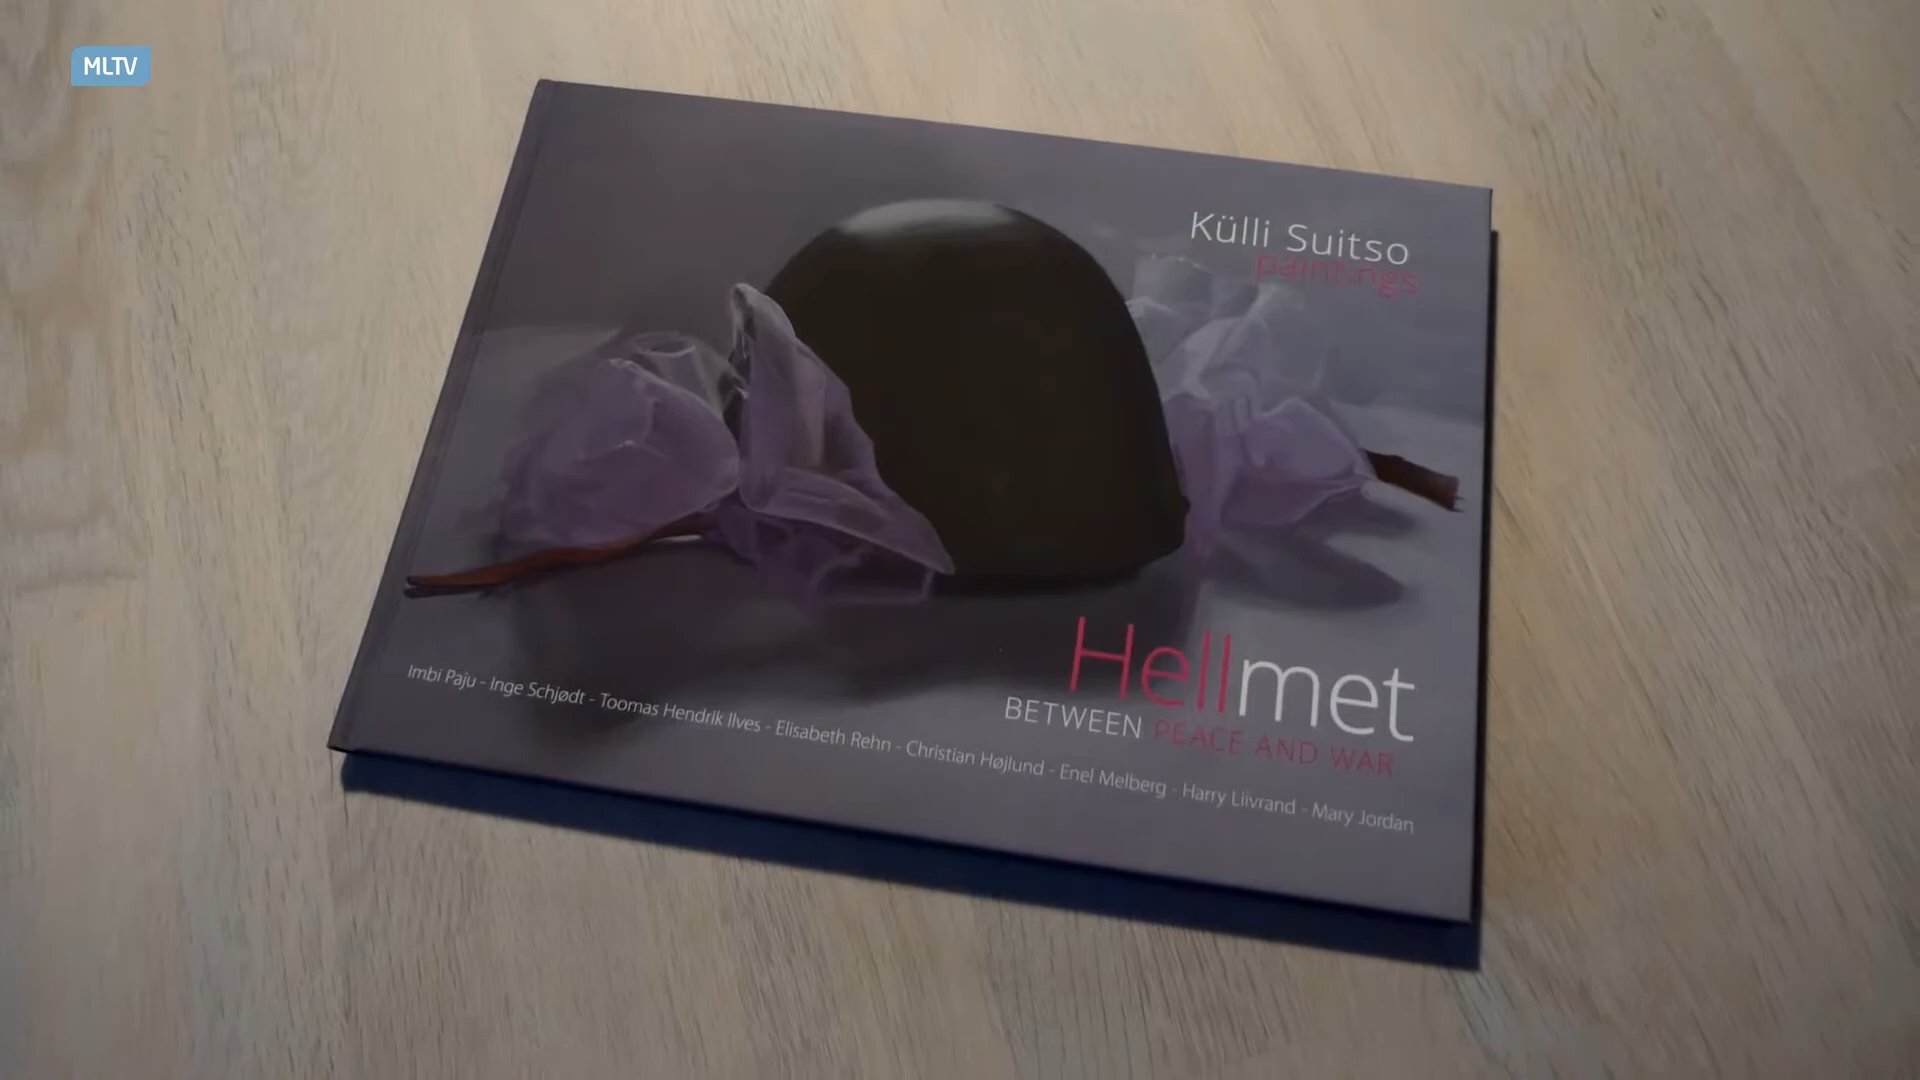 MLTV
Külli Suitso
paintings
Hellmet
BETWEEN PEACE AND WAR
Imbi Paju - Inge Schjødt - Toomas Hendrik Ilves - Elisabeth Rehn - Christian Højlund - Enel Melberg - Harry Liivrand - Mary Jordan